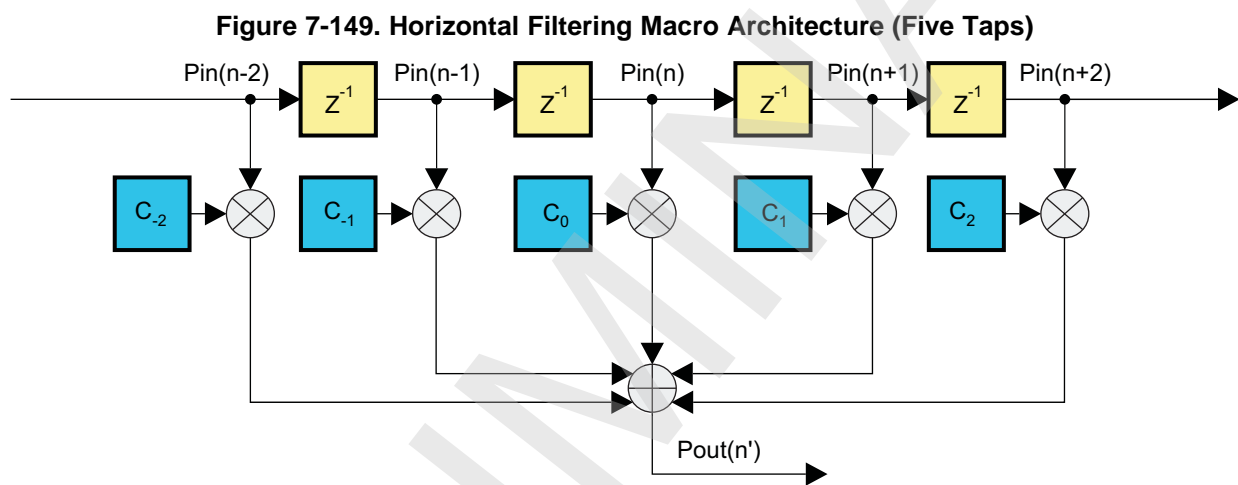 Figure 7-149. Horizontal Filtering Macro Architecture (Five Taps)
Pin(n-2) Pin(n-1) Pin(n) Pin(n+1) Pin(n+2)
Z⁻¹ Z⁻¹ Z⁻¹ Z⁻¹
C₋₂ C₋₁ C₀ C₁ C₂
Pout(n')